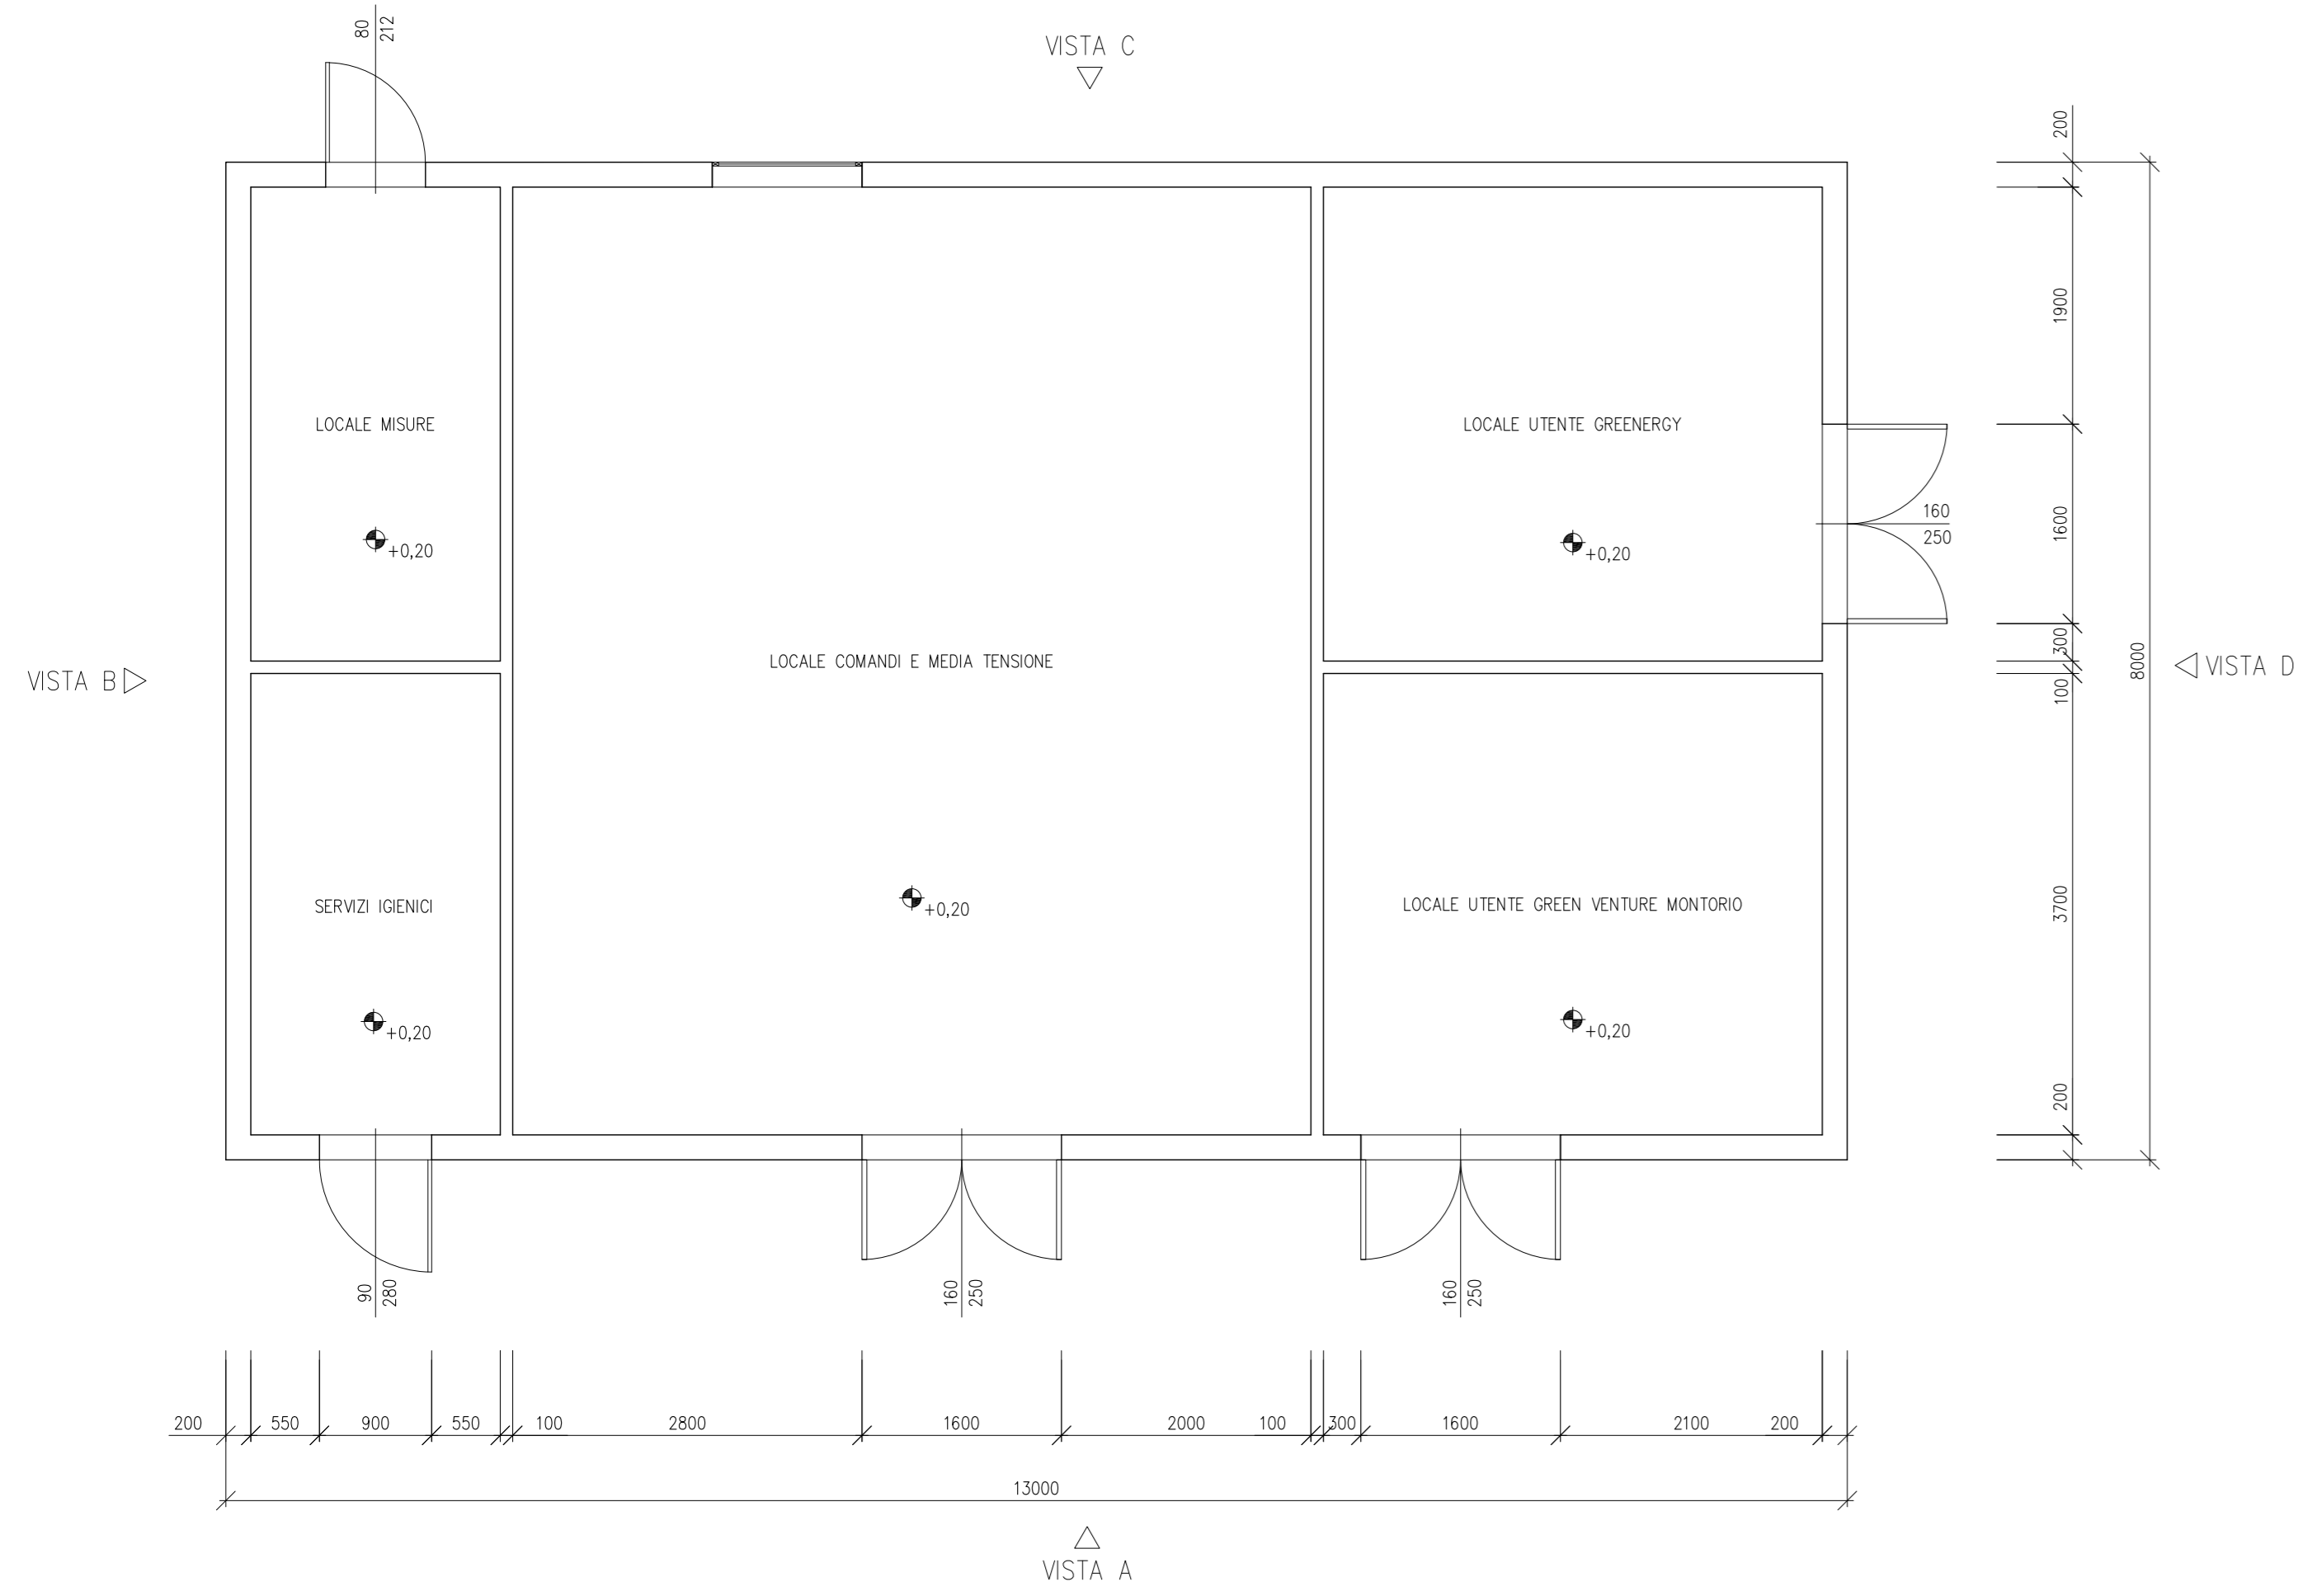 80
212
VISTA C
200
1900
LOCALE MISURE
LOCALE UTENTE GREENERGY
160
250
1600
+0,20
+0,20
300
8000
LOCALE COMANDI E MEDIA TENSIONE
VISTA B
VISTA D
100
SERVIZI IGIENICI
+0,20
LOCALE UTENTE GREEN VENTURE MONTORIO
3700
+0,20
+0,20
200
90
280
160
250
160
250
200 550 900 550 100 2800 1600 2000 100 300 1600 2100 200
13000
VISTA A